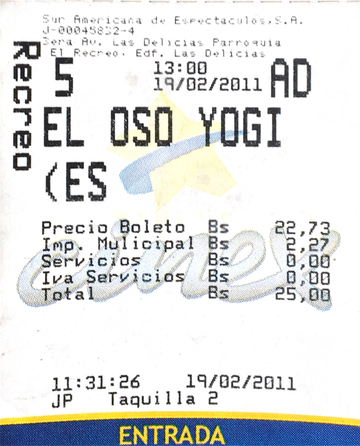 Sur Americana de Espectaculos,S.A.
J-00045832-4
3era Av. Las Delicias Parroquia
El Recreo. Edf. Las Delicias
Recreo
5 13:00 19/02/2011 AD
EL OSO YOGI
(ES
cinex
Precio Boleto Bs 22,73
Imp. Mulicipal Bs 2,27
Servicios Bs 0,00
Iva Servicios Bs 0,00
Total Bs 25,00
11:31:26 19/02/2011
JP Taquilla 2
ENTRADA